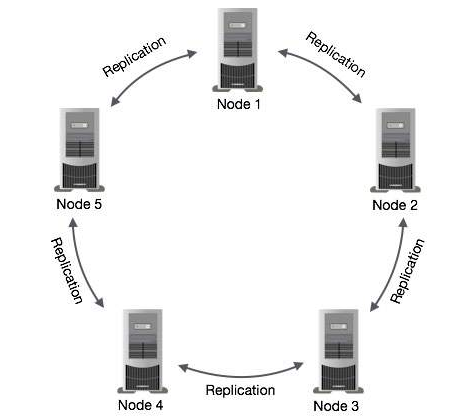 Replication
Replication
Node 1
Node 5
Node 2
Replication
Replication
Node 4
Replication
Node 3